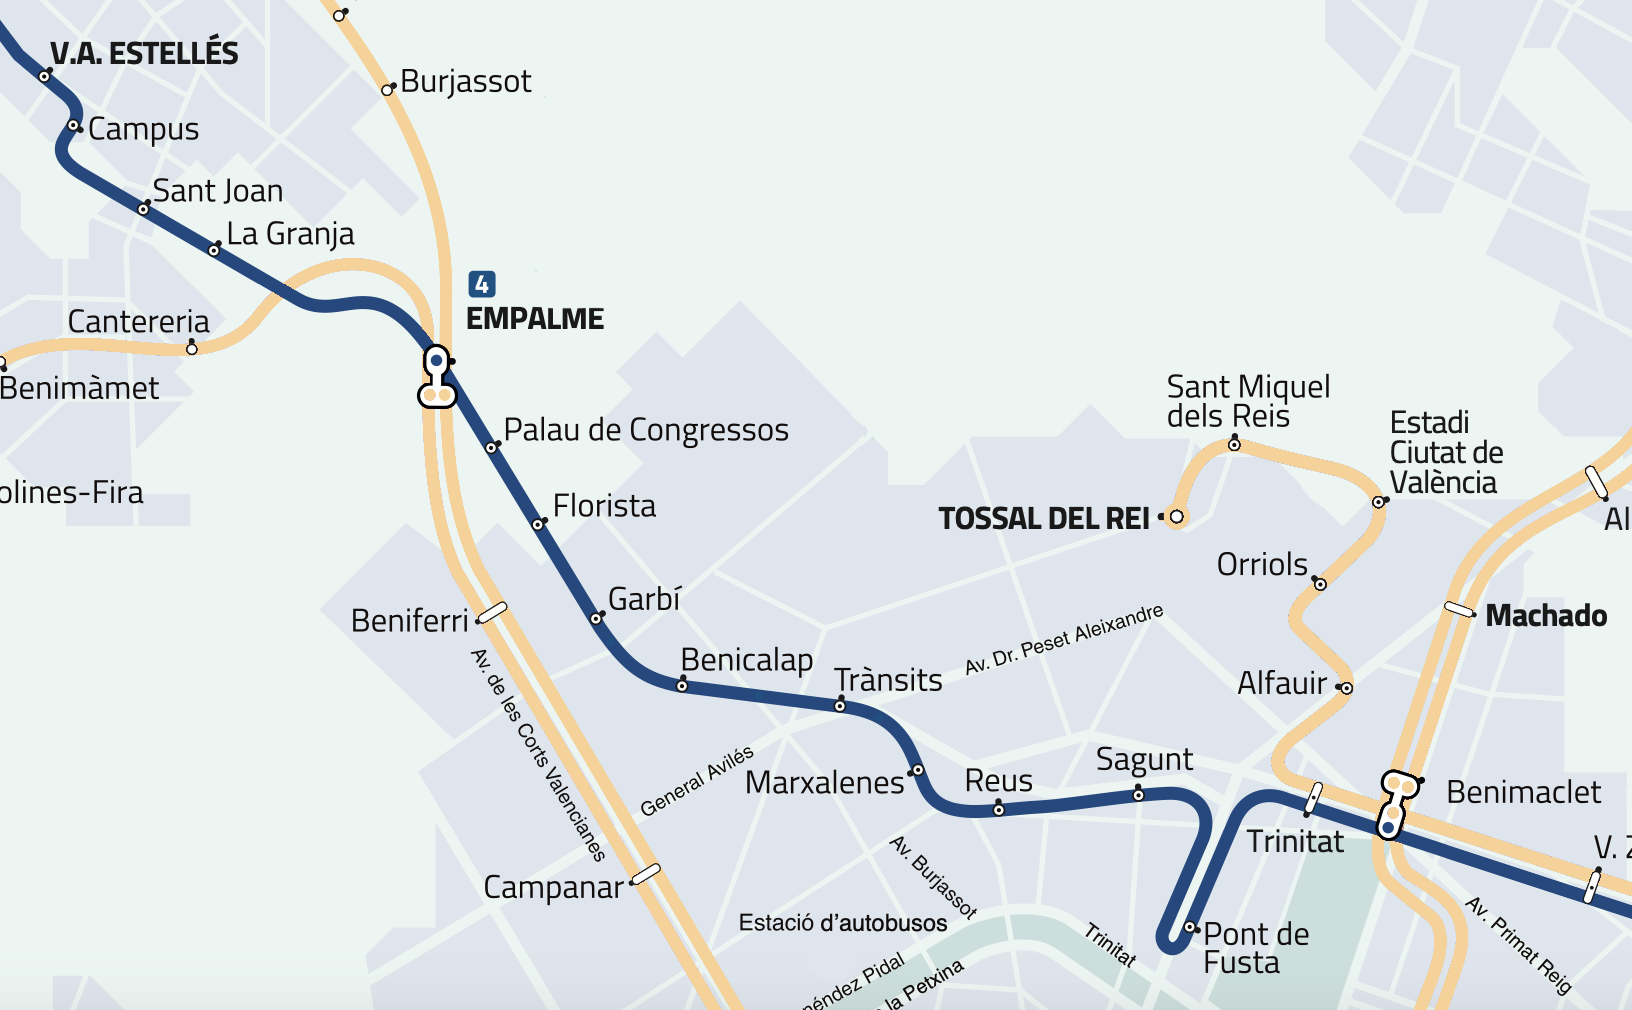 V.A. ESTELLÉS
Burjassot
Campus
Sant Joan
La Granja
4
EMPALME
Cantereria
Benimàmet
Palau de Congressos
olines-Fira
Florista
Sant Miquel
dels Reis
Estadi
Ciutat de
València
TOSSAL DEL REI
Al
Orriols
Garbí
Beniferri
Machado
Av. Dr. Peset Aleixandre
Benicalap
Trànsits
Alfauir
Av. de les Corts Valencianes
General Avilés
Marxalenes
Reus
Sagunt
Benimaclet
Trinitat
V. Z
Campanar
Av. Burjassot
Estació d'autobusos
Trinitat
Pont de
Fusta
Av. Primat Reig
néndez Pidal
la Petxina